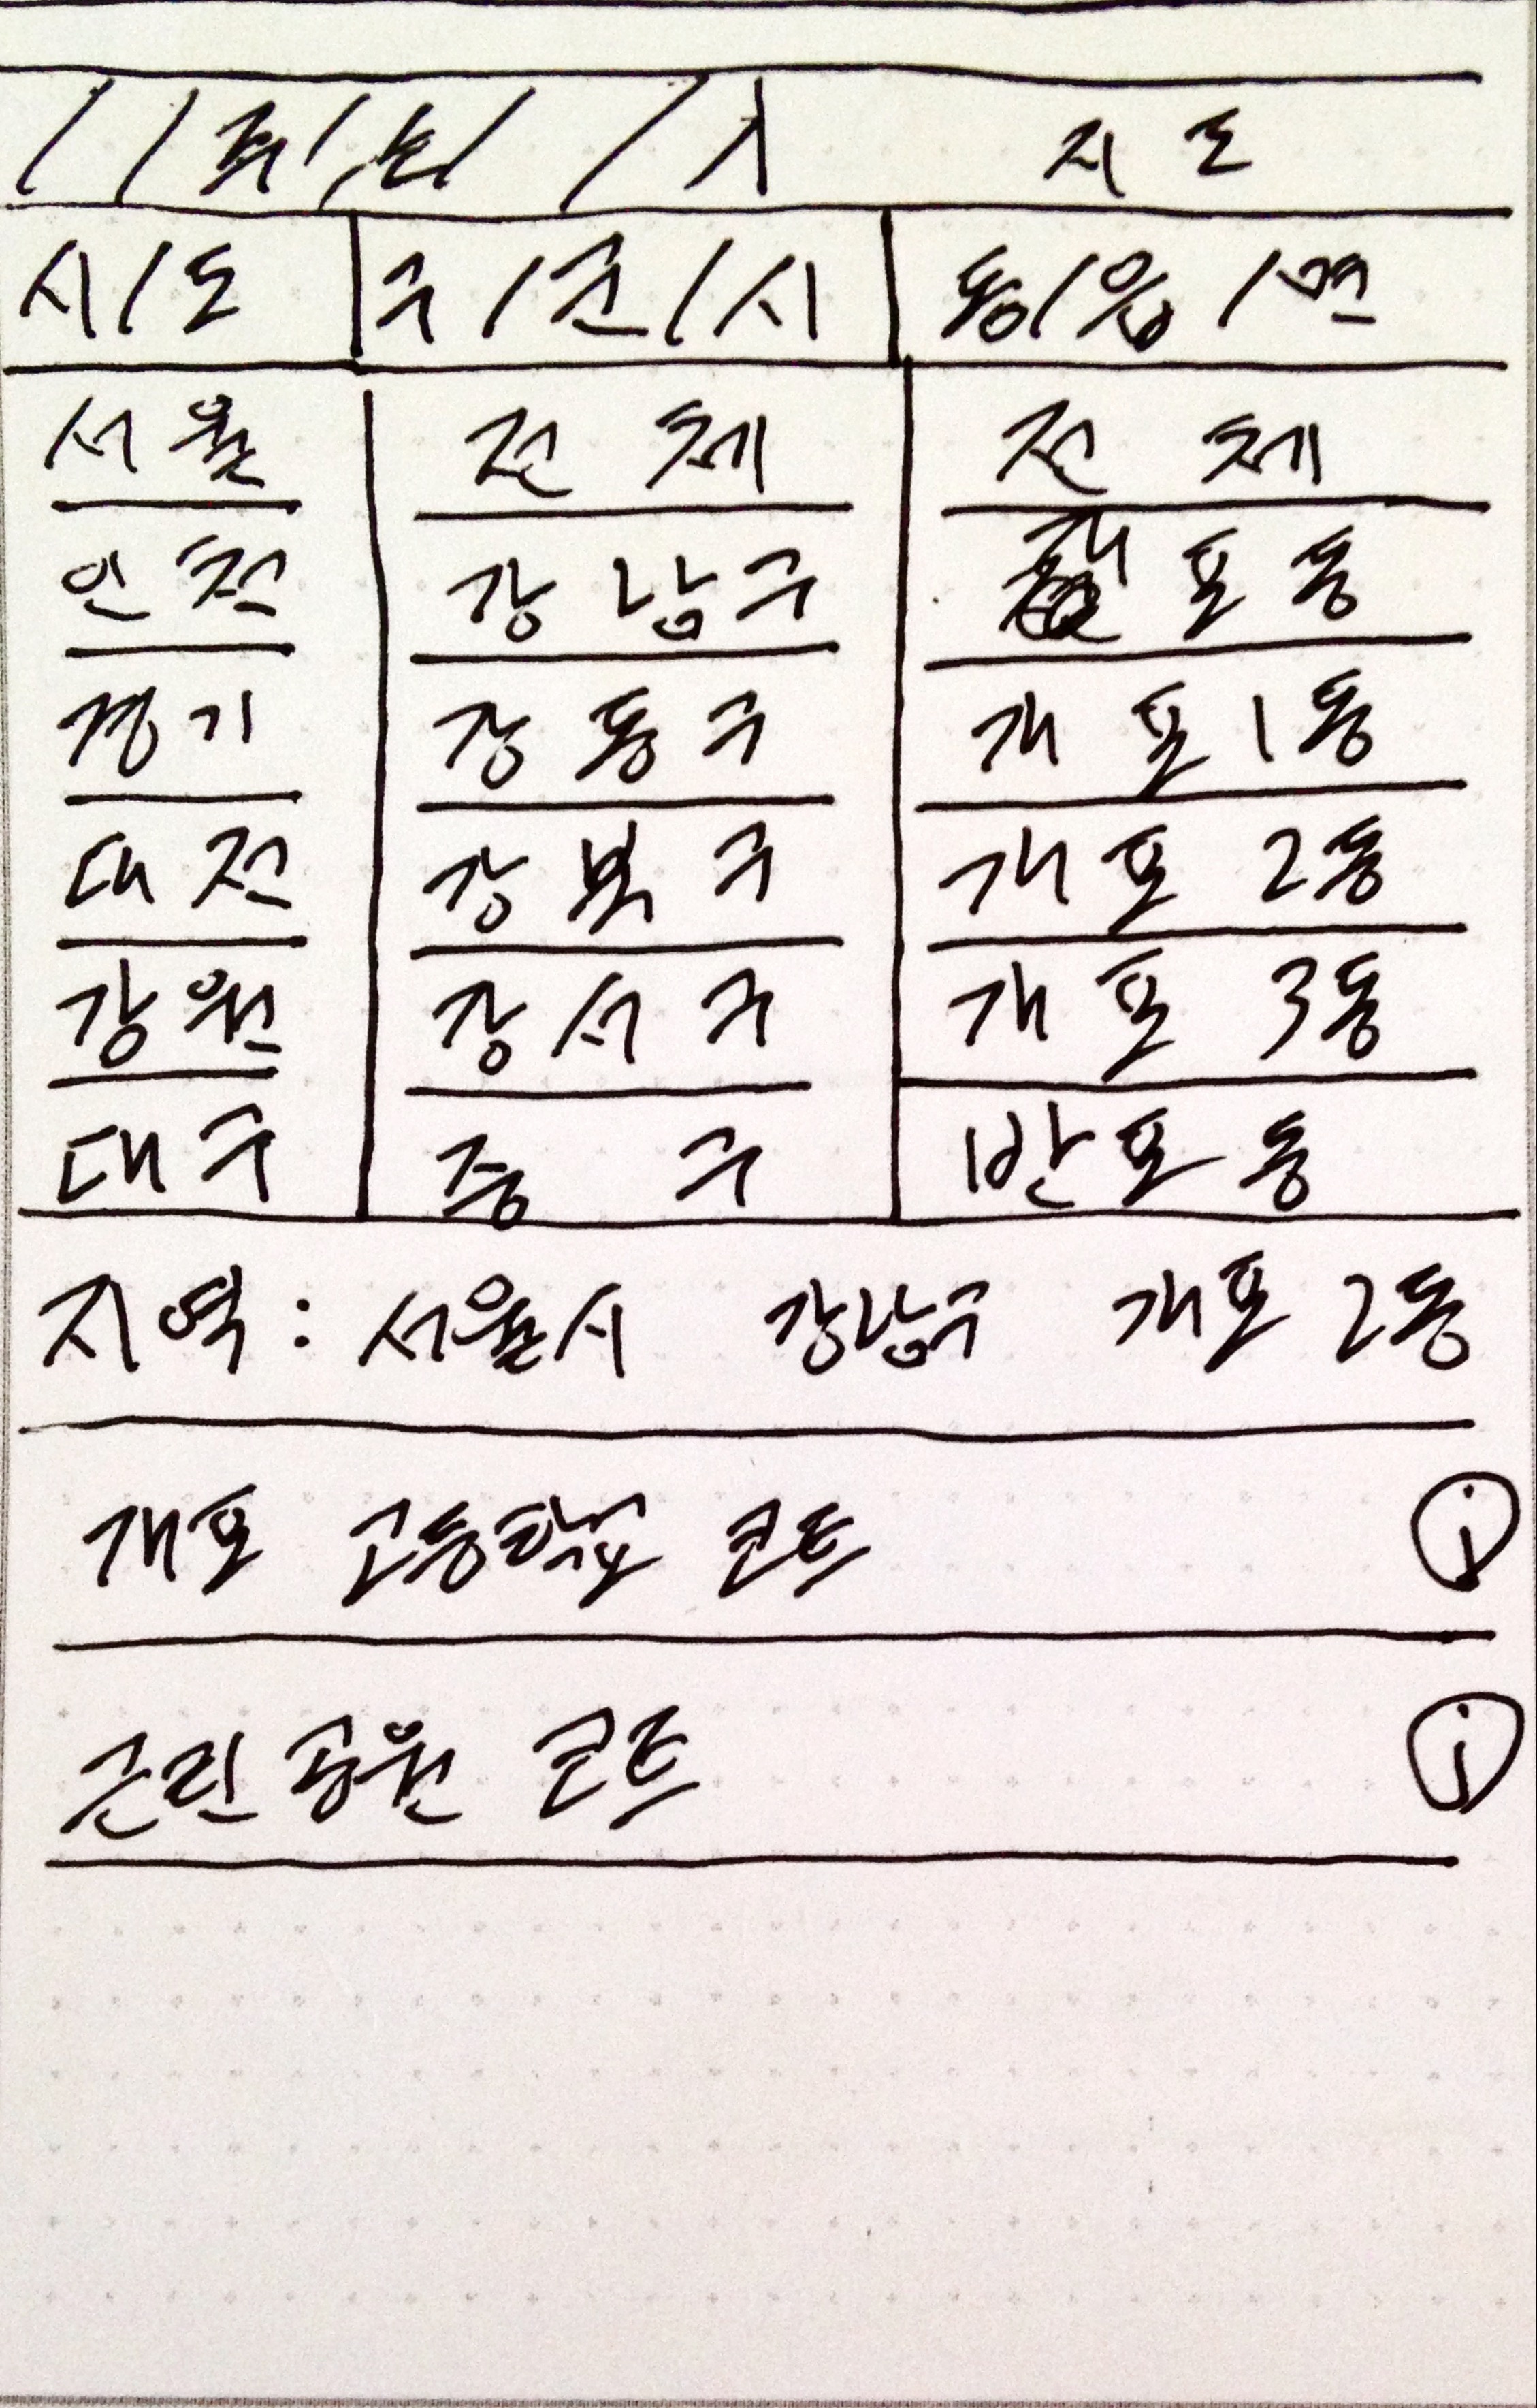 지도
시/도 구/군/시 동/읍/면
서울 전체 전체
인천 강남구 개포동
경기 강동구 개포1동
대전 강북구 개포 2동
강원 강서구 개포 3동
대구 중구 반포동
지역 : 서울시 강남구 개포 2동
개포 고등학교 코트 i
근린공원 코트 i